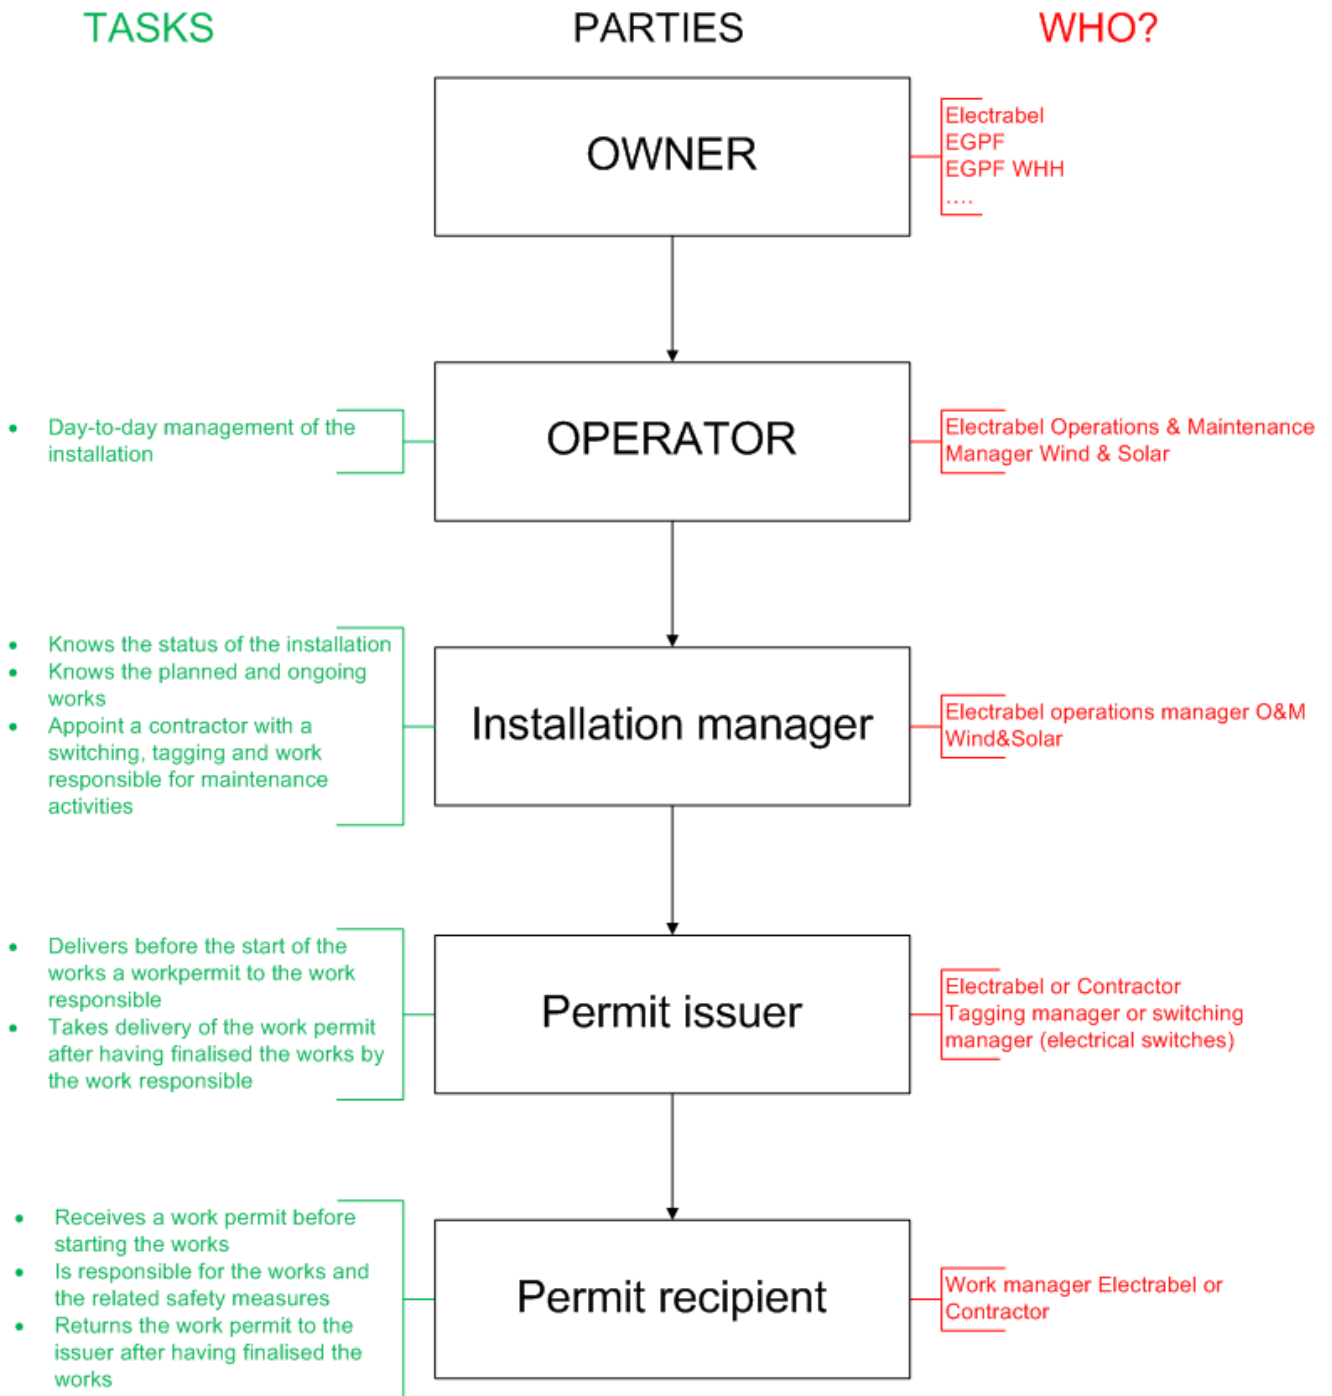 TASKS PARTIES WHO?
OWNER
Electrabel
EGPF
EGPF WHH
....
• Day-to-day management of the
installation
OPERATOR
Electrabel Operations & Maintenance
Manager Wind & Solar
• Knows the status of the installation
• Knows the planned and ongoing
works
• Appoint a contractor with a
switching, tagging and work
responsible for maintenance
activities
Installation manager
Electrabel operations manager O&M
Wind&Solar
• Delivers before the start of the
works a workpermit to the work
responsible
• Takes delivery of the work permit
after having finalised the works by
the work responsible
Permit issuer
Electrabel or Contractor
Tagging manager or switching
manager (electrical switches)
• Receives a work permit before
starting the works
• Is responsible for the works and
the related safety measures
• Returns the work permit to the
issuer after having finalised the
works
Permit recipient
Work manager Electrabel or
Contractor